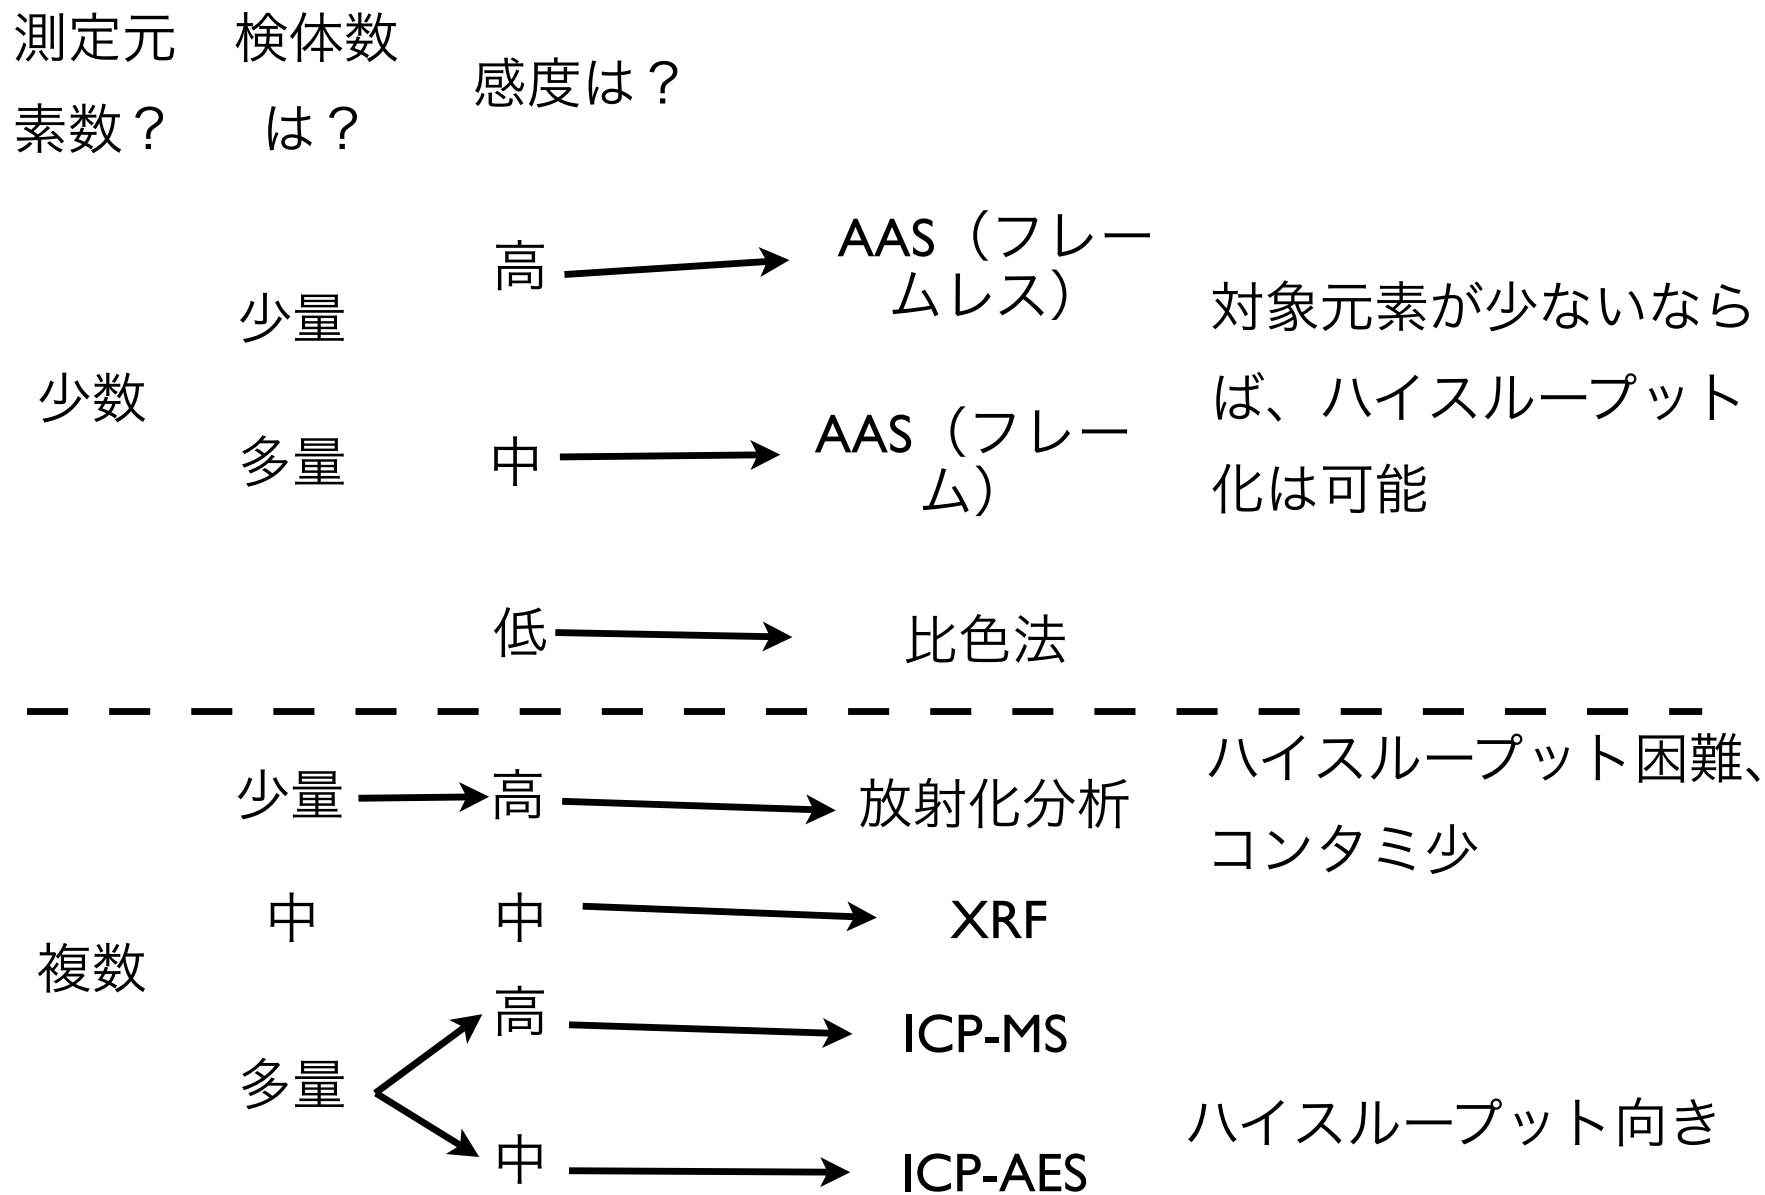 測定元
素数？
検体数
は？
感度は？
少数
少量
多量
高
AAS（フレー
ムレス）
中
AAS（フレー
ム）
低
比色法
対象元素が少ないなら
ば、ハイスループット
化は可能
複数
少量
高
放射化分析
ハイスループット困難、
コンタミ少
中
中
XRF
多量
高
ICP-MS
中
ICP-AES
ハイスループット向き